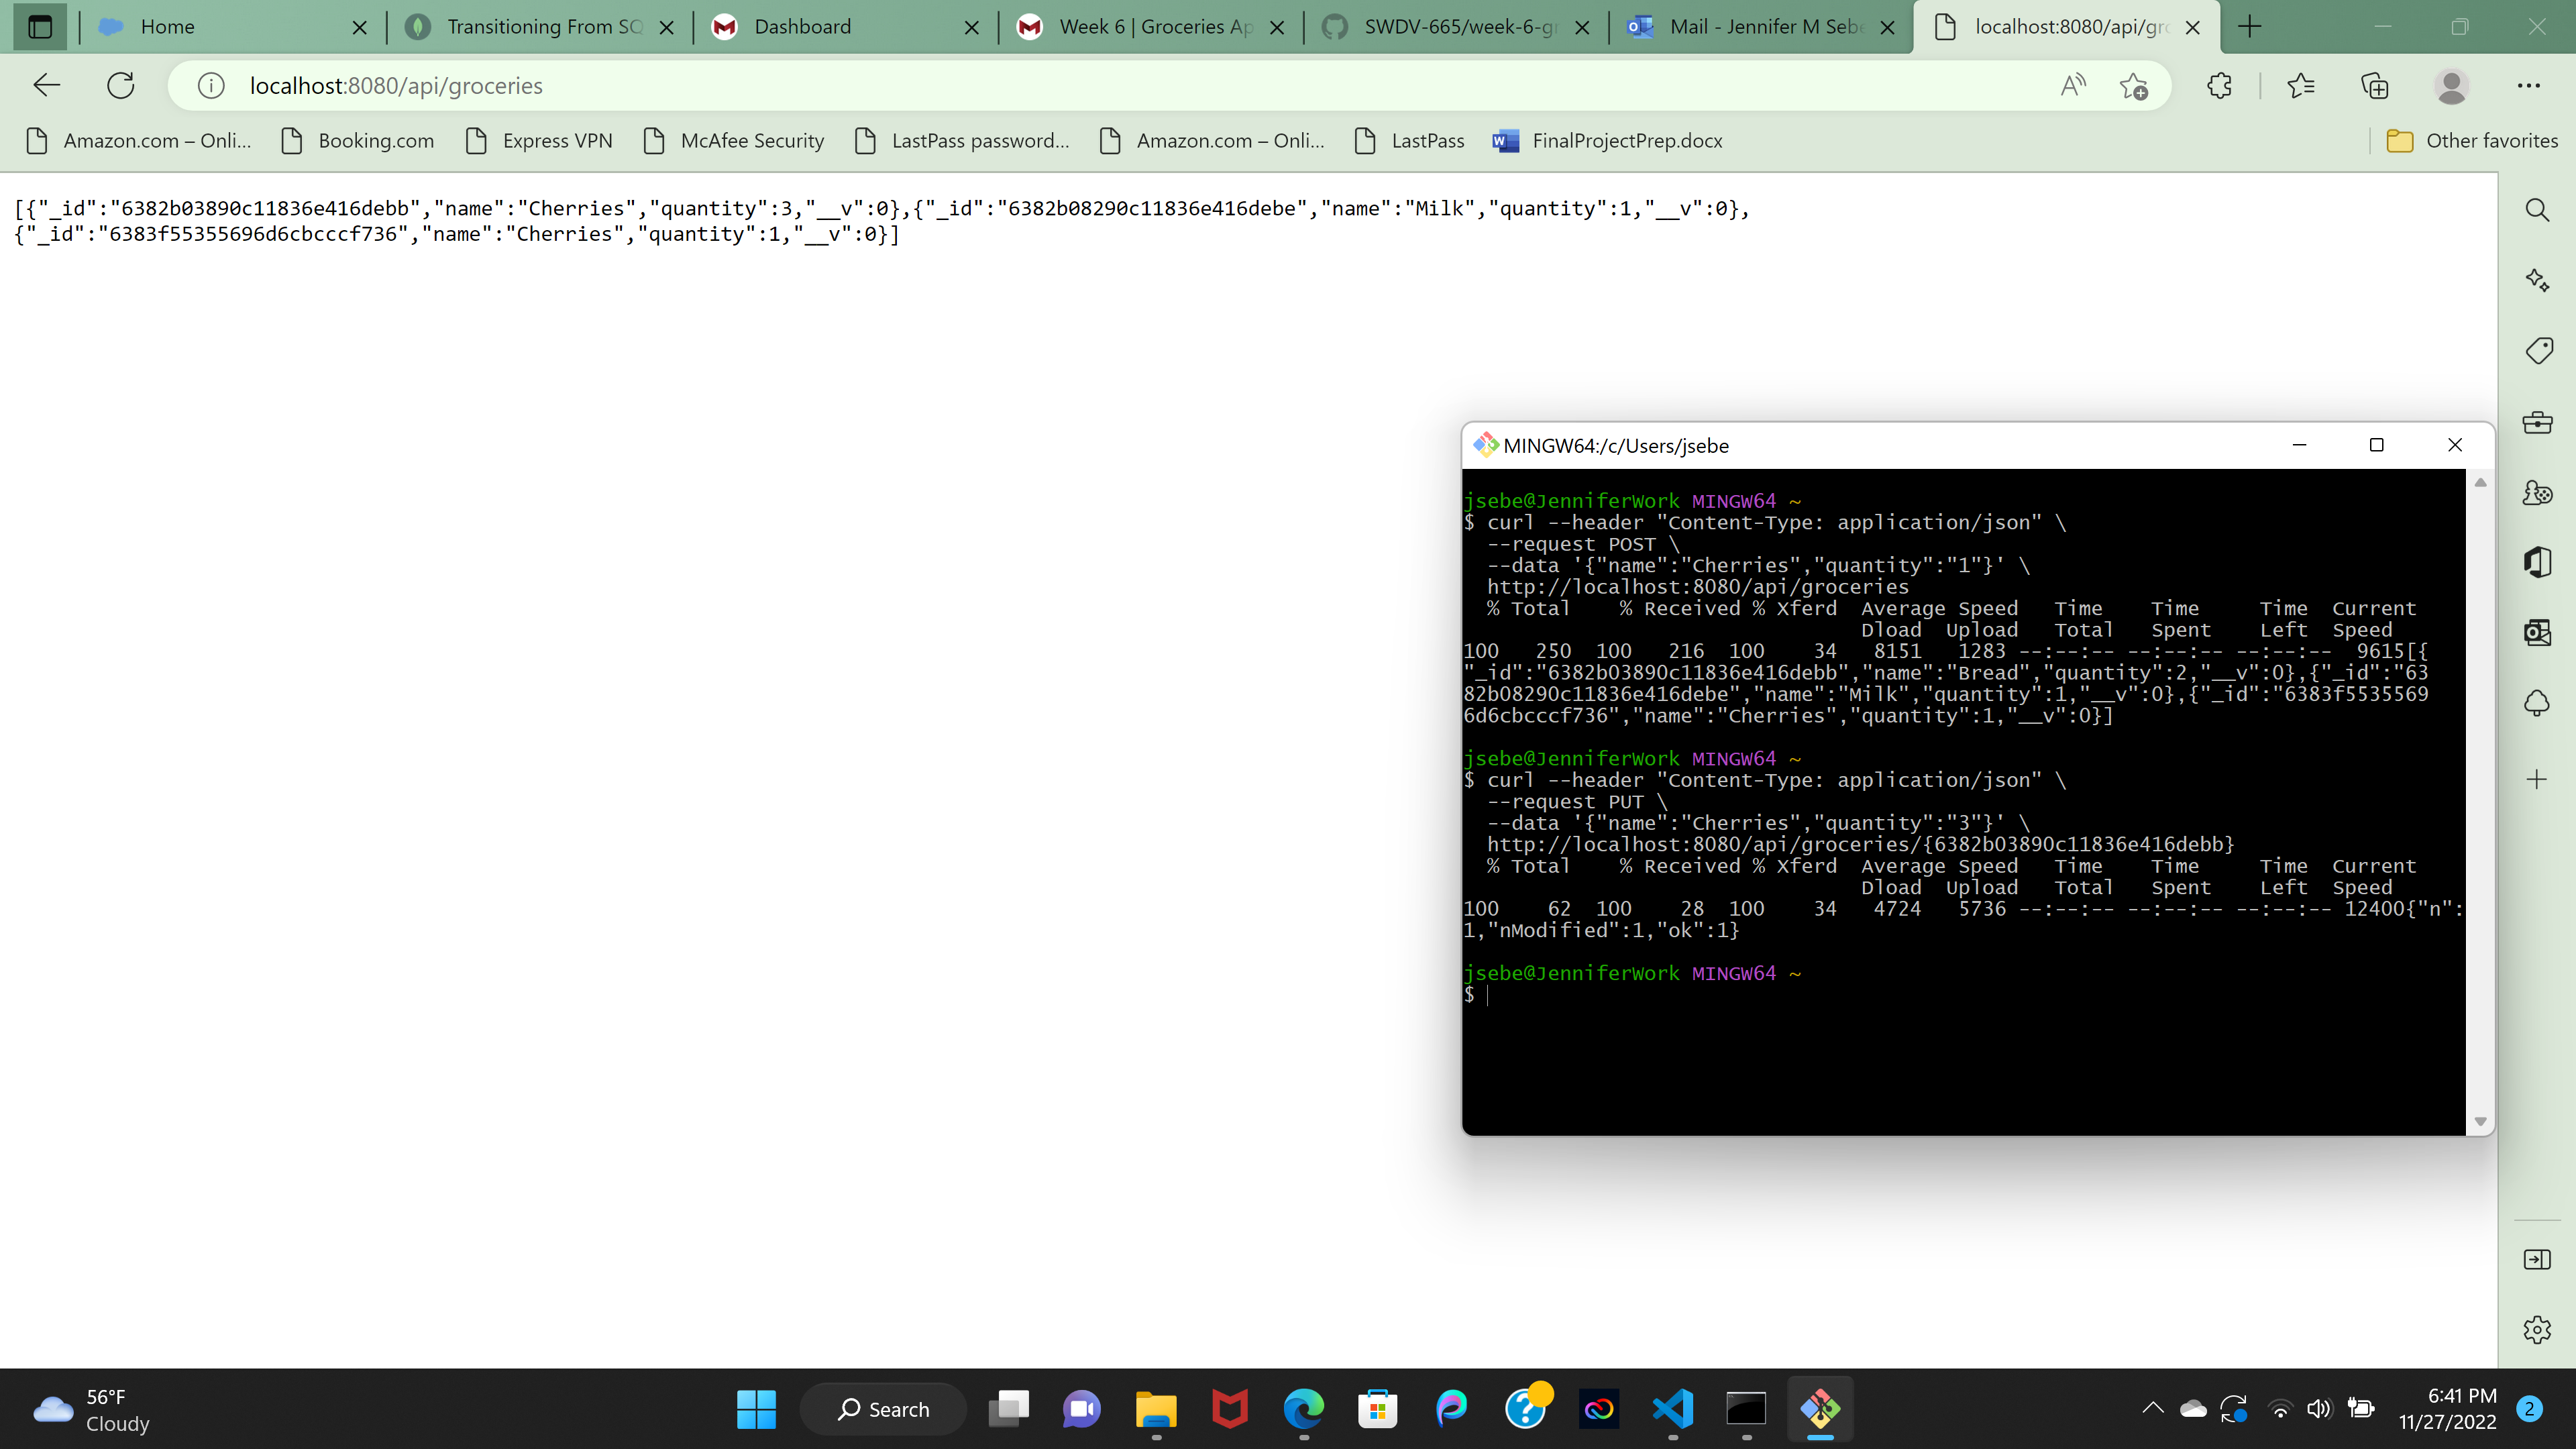 Home
Transitioning From SQ
Dashboard
Week 6 | Groceries Ap
SWDV-665/week-6-gr
Mail - Jennifer M Sebe
localhost:8080/api/gro
localhost:8080/api/groceries
Amazon.com – Onli...
Booking.com
Express VPN
McAfee Security
LastPass password...
Amazon.com – Onli...
LastPass
FinalProjectPrep.docx
Other favorites
[{"_id":"6382b03890c11836e416debb","name":"Cherries","quantity":3,"__v":0},{"_id":"6382b08290c11836e416debe","name":"Milk","quantity":1,"__v":0},
{"_id":"6383f55355696d6cbcccf736","name":"Cherries","quantity":1,"__v":0}]
MINGW64:/c/Users/jsebe
jsebe@JenniferWork MINGW64 ~
$ curl --header "Content-Type: application/json" \
--request POST \
--data '{"name":"Cherries","quantity":"1"}' \
http://localhost:8080/api/groceries
% Total % Received % Xferd Average Speed Time Time Time Current
Dload Upload Total Spent Left Speed
100 250 100 216 100 34 8151 1283 --:--:-- --:--:-- --:--:-- 9615[{
"_id":"6382b03890c11836e416debb","name":"Bread","quantity":2,"__v":0},{"_id":"63
82b08290c11836e416debe","name":"Milk","quantity":1,"__v":0},{"_id":"6383f5535569
6d6cbcccf736","name":"Cherries","quantity":1,"__v":0}]
jsebe@JenniferWork MINGW64 ~
$ curl --header "Content-Type: application/json" \
--request PUT \
--data '{"name":"Cherries","quantity":"3"}' \
http://localhost:8080/api/groceries/{6382b03890c11836e416debb}
% Total % Received % Xferd Average Speed Time Time Time Current
Dload Upload Total Spent Left Speed
100 62 100 28 100 34 4724 5736 --:--:-- --:--:-- --:--:-- 12400{"n":
1,"nModified":1,"ok":1}
jsebe@JenniferWork MINGW64 ~
$
56°F
Cloudy
Search
6:41 PM
11/27/2022
2